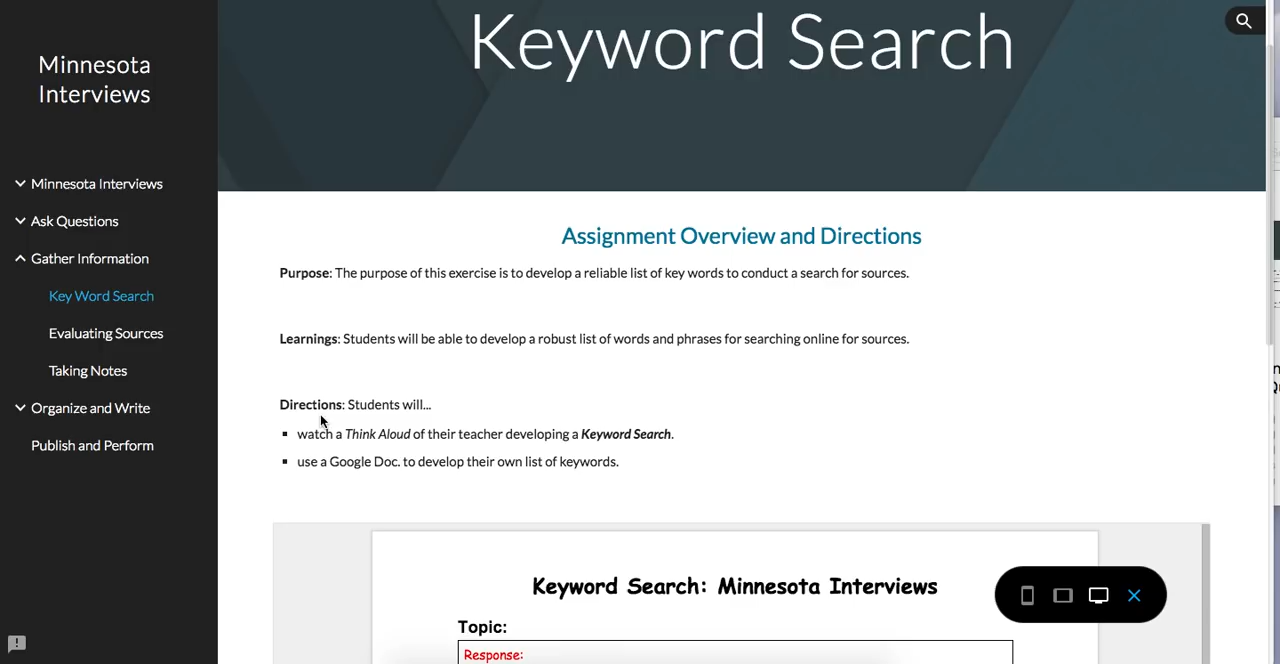 Minnesota
Interviews
Minnesota Interviews
Ask Questions
Gather Information
Key Word Search
Evaluating Sources
Taking Notes
Organize and Write
Publish and Perform
Keyword Search
Assignment Overview and Directions
Purpose: The purpose of this exercise is to develop a reliable list of key words to conduct a search for sources.
Learnings: Students will be able to develop a robust list of words and phrases for searching online for sources.
Directions: Students will...
watch a Think Aloud of their teacher developing a Keyword Search.
use a Google Doc. to develop their own list of keywords.
Keyword Search: Minnesota Interviews
Topic:
Response: